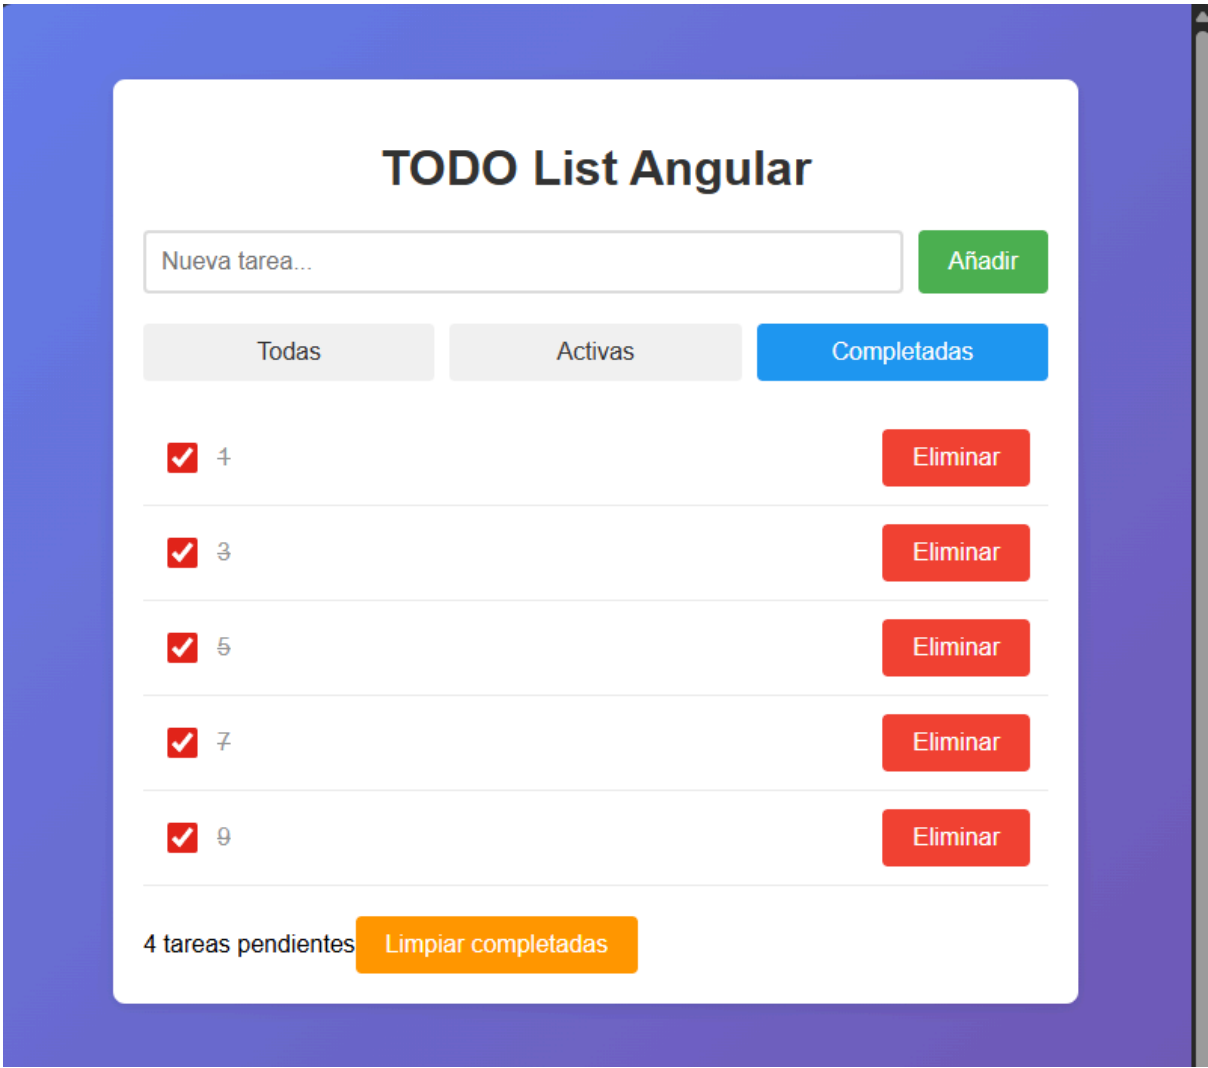 TODO List Angular
Nueva tarea...
Añadir
Todas
Activas
Completadas
1
Eliminar
3
Eliminar
5
Eliminar
7
Eliminar
9
Eliminar
4 tareas pendientes
Limpiar completadas